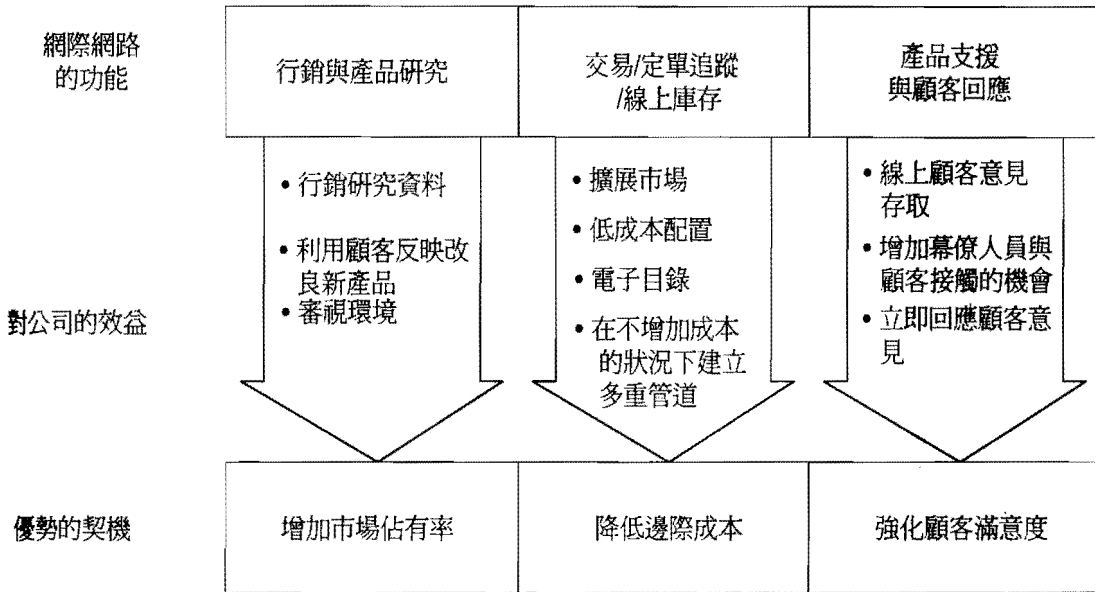 網際網路
的功能
行銷與產品研究
交易/定單追蹤
/線上庫存
產品支援
與顧客回應
對公司的效益
• 行銷研究資料
• 利用顧客反映改
良新產品
• 審視環境
• 擴展市場
• 低成本配置
• 電子目錄
• 在不增加成本
的狀況下建立
多重管道
• 線上顧客意見
存取
• 增加幕僚人員與
顧客接觸的機會
• 立即回應顧客意
見
優勢的契機
增加市場佔有率
降低邊際成本
強化顧客滿意度